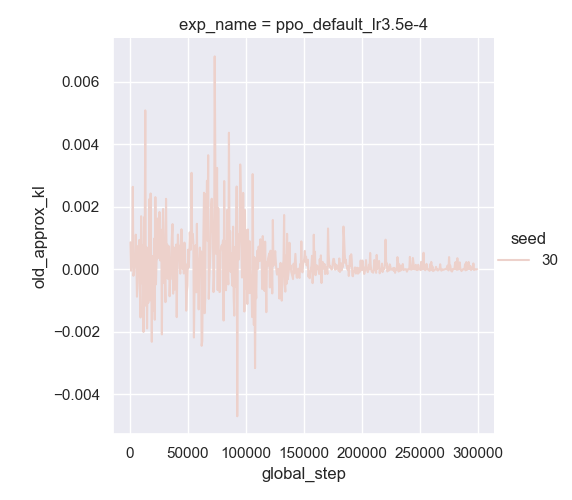 exp_name = ppo_default_lr3.5e-4
0.006
0.004
0.002
0.000
−0.002
−0.004
old_approx_kl
0 50000 100000 150000 200000 250000 300000
global_step
seed
30